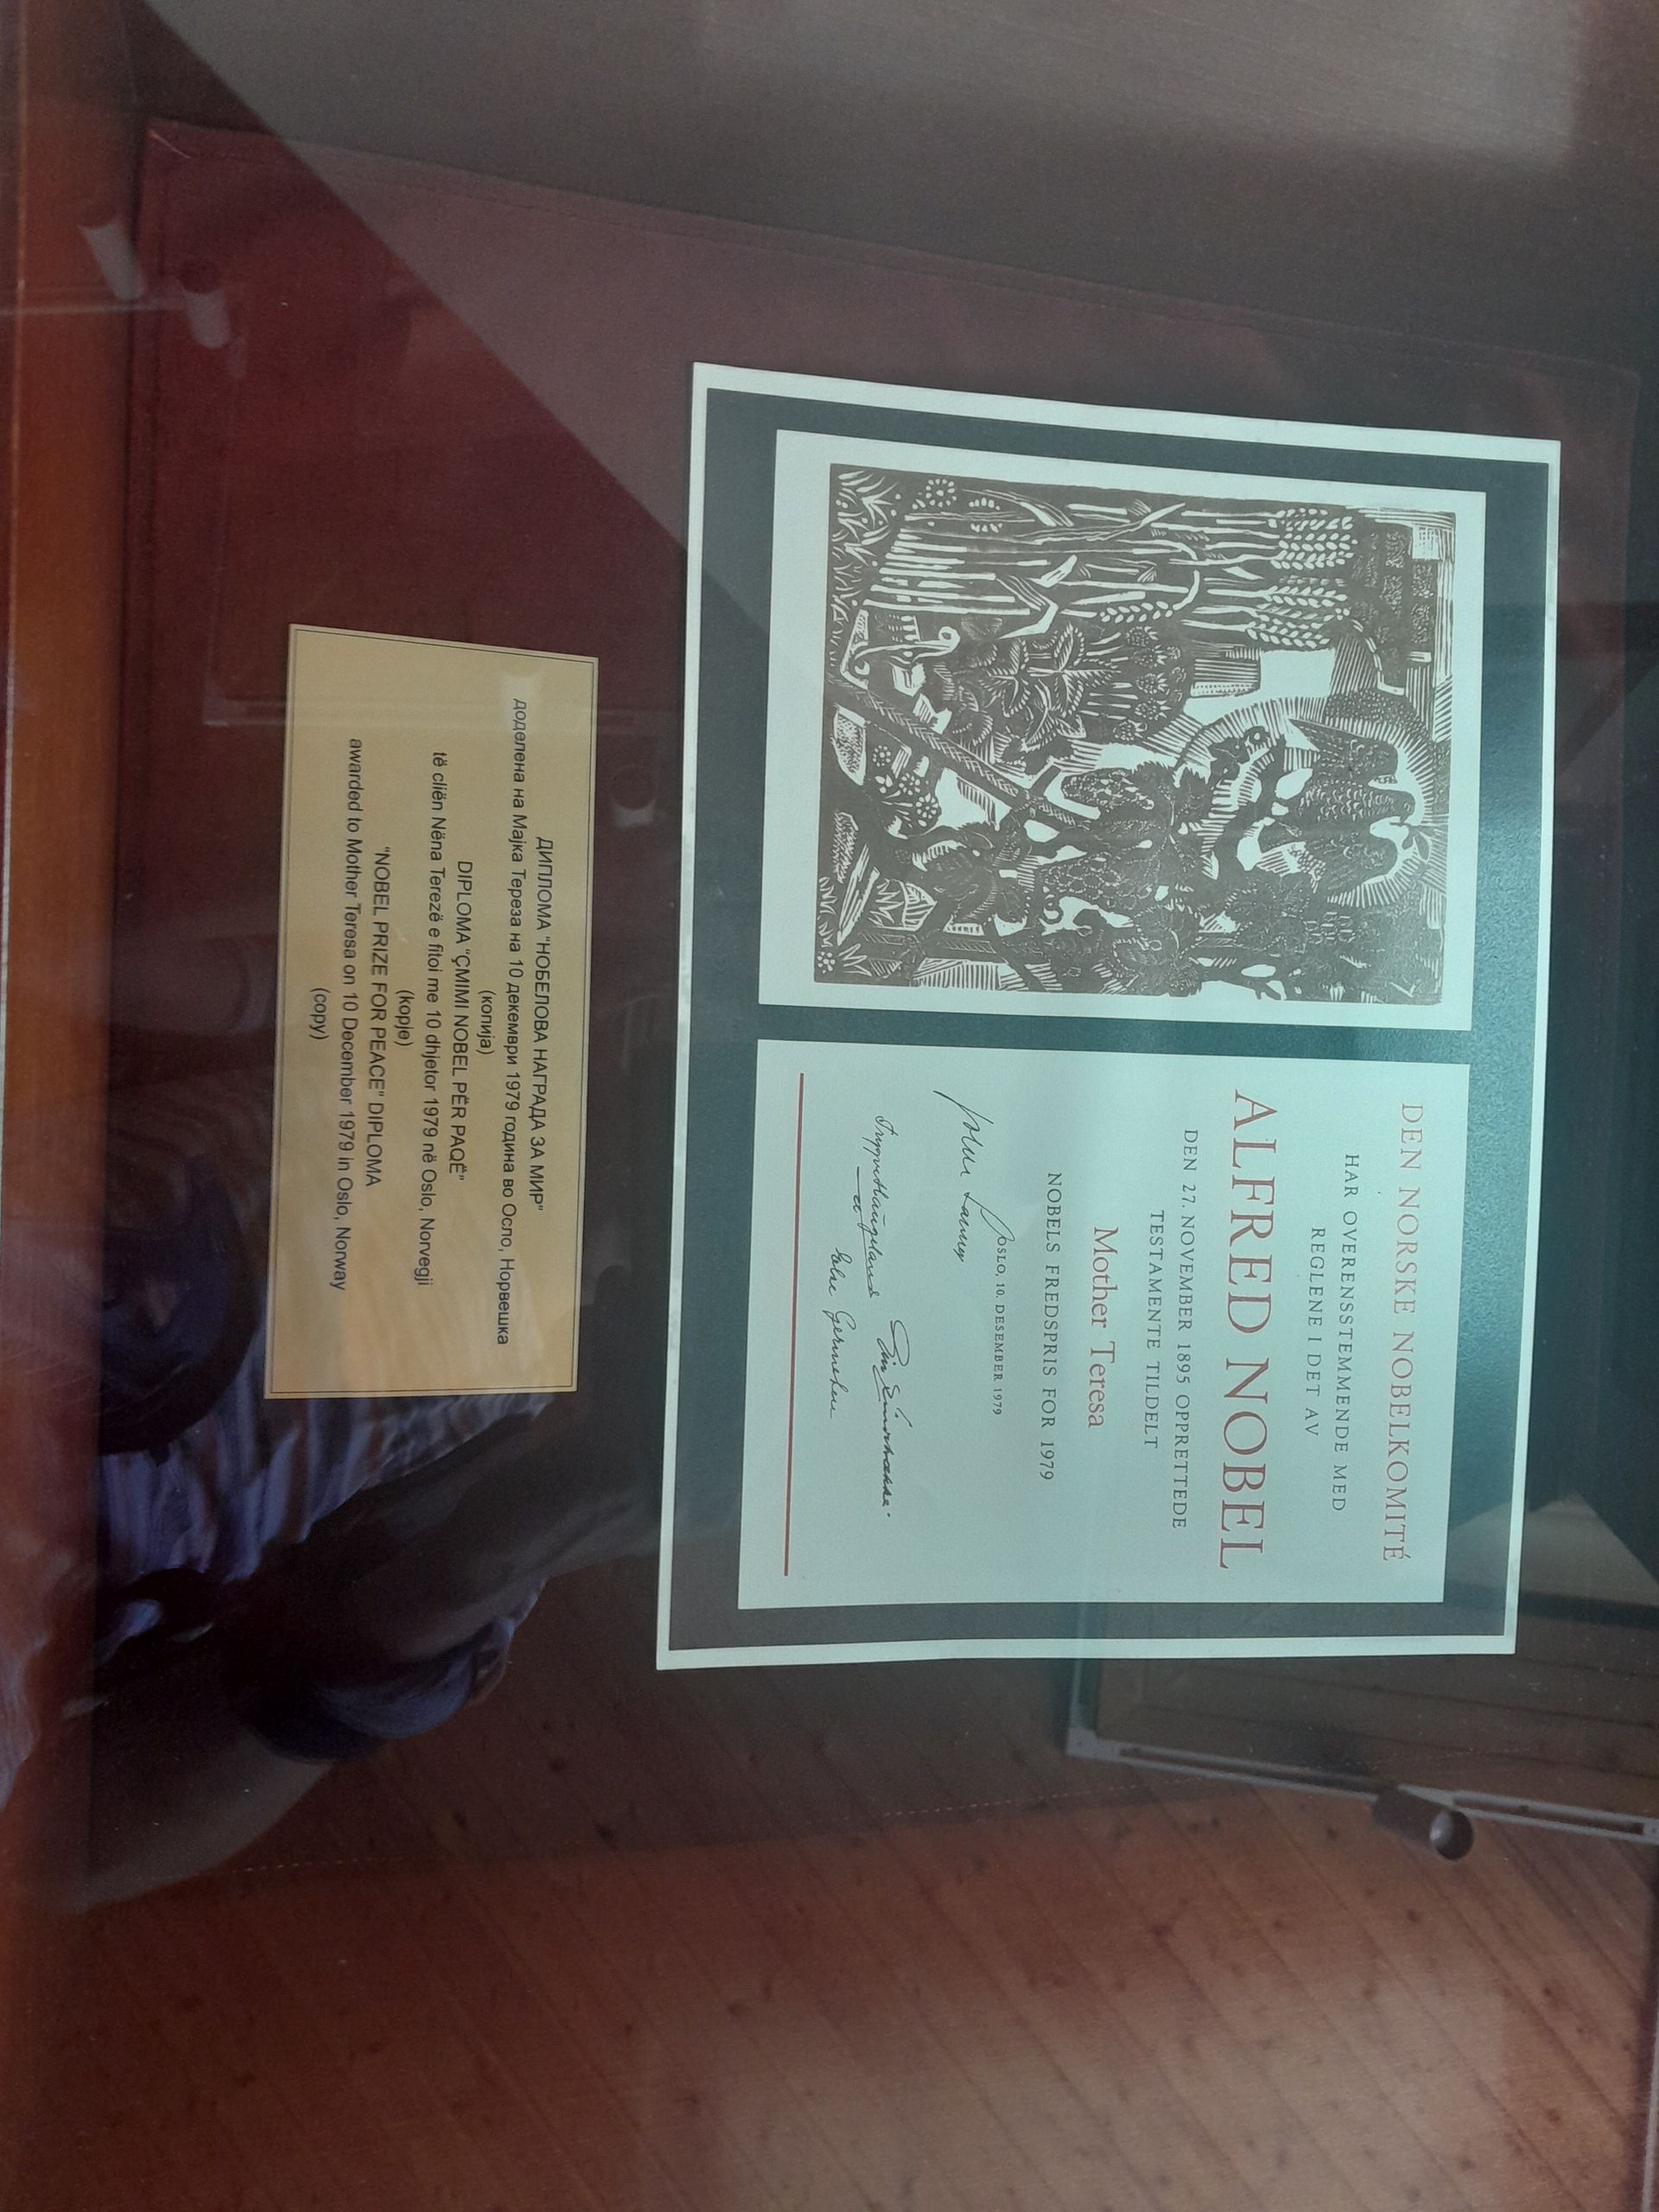 DEN NORSKE NOBELKOMITÉ
HAR OVERENSSTEMMENDE MED
REGLENE I DET AV
ALFRED NOBEL
DEN 27. NOVEMBER 1895 OPPRETTEDE
TESTAMENTE TILDELT
Mother Teresa
NOBELS FREDSPRIS FOR 1979
OSLO, 10. DESEMBER 1979
ДИПЛОМА "НОБЕЛОВА НАГРАДА ЗА МИР"
доделена на Мајка Тереза на 10 декември 1979 година во Осло, Норвешка
(копија)
DIPLOMA "ÇMIMI NOBEL PËR PAQË"
të cilën Nëna Terezë e fitoi me 10 dhjetor 1979 në Oslo, Norvegji
(kopje)
"NOBEL PRIZE FOR PEACE" DIPLOMA
awarded to Mother Teresa on 10 December 1979 in Oslo, Norway
(copy)